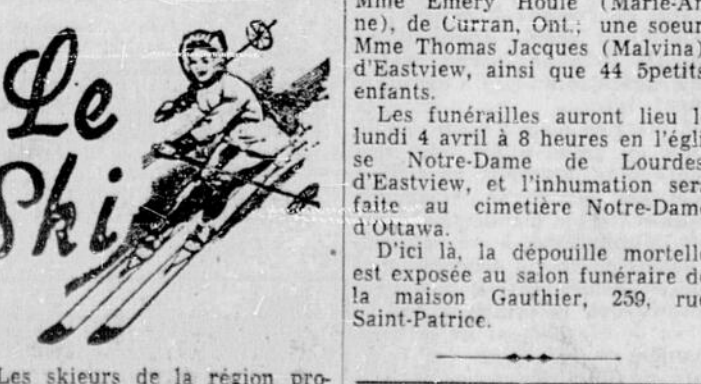 Le
Ski
Les skieurs de la région pro-
Mme Emery Houle (Marie-An
ne), de Curran, Ont.; une soeur
Mme Thomas Jacques (Malvina)
d'Eastview, ainsi que 44 5petits
enfants.
Les funérailles auront lieu l
lundi 4 avril à 8 heures en l'égli
se Notre-Dame de Lourdes
d'Eastview, et l'inhumation ser
faite au cimetière Notre-Dame
d'Ottawa.
D'ici là, la dépouille mortelle
est exposée au salon funéraire de
la maison Gauthier, 259, rue
Saint-Patrice.